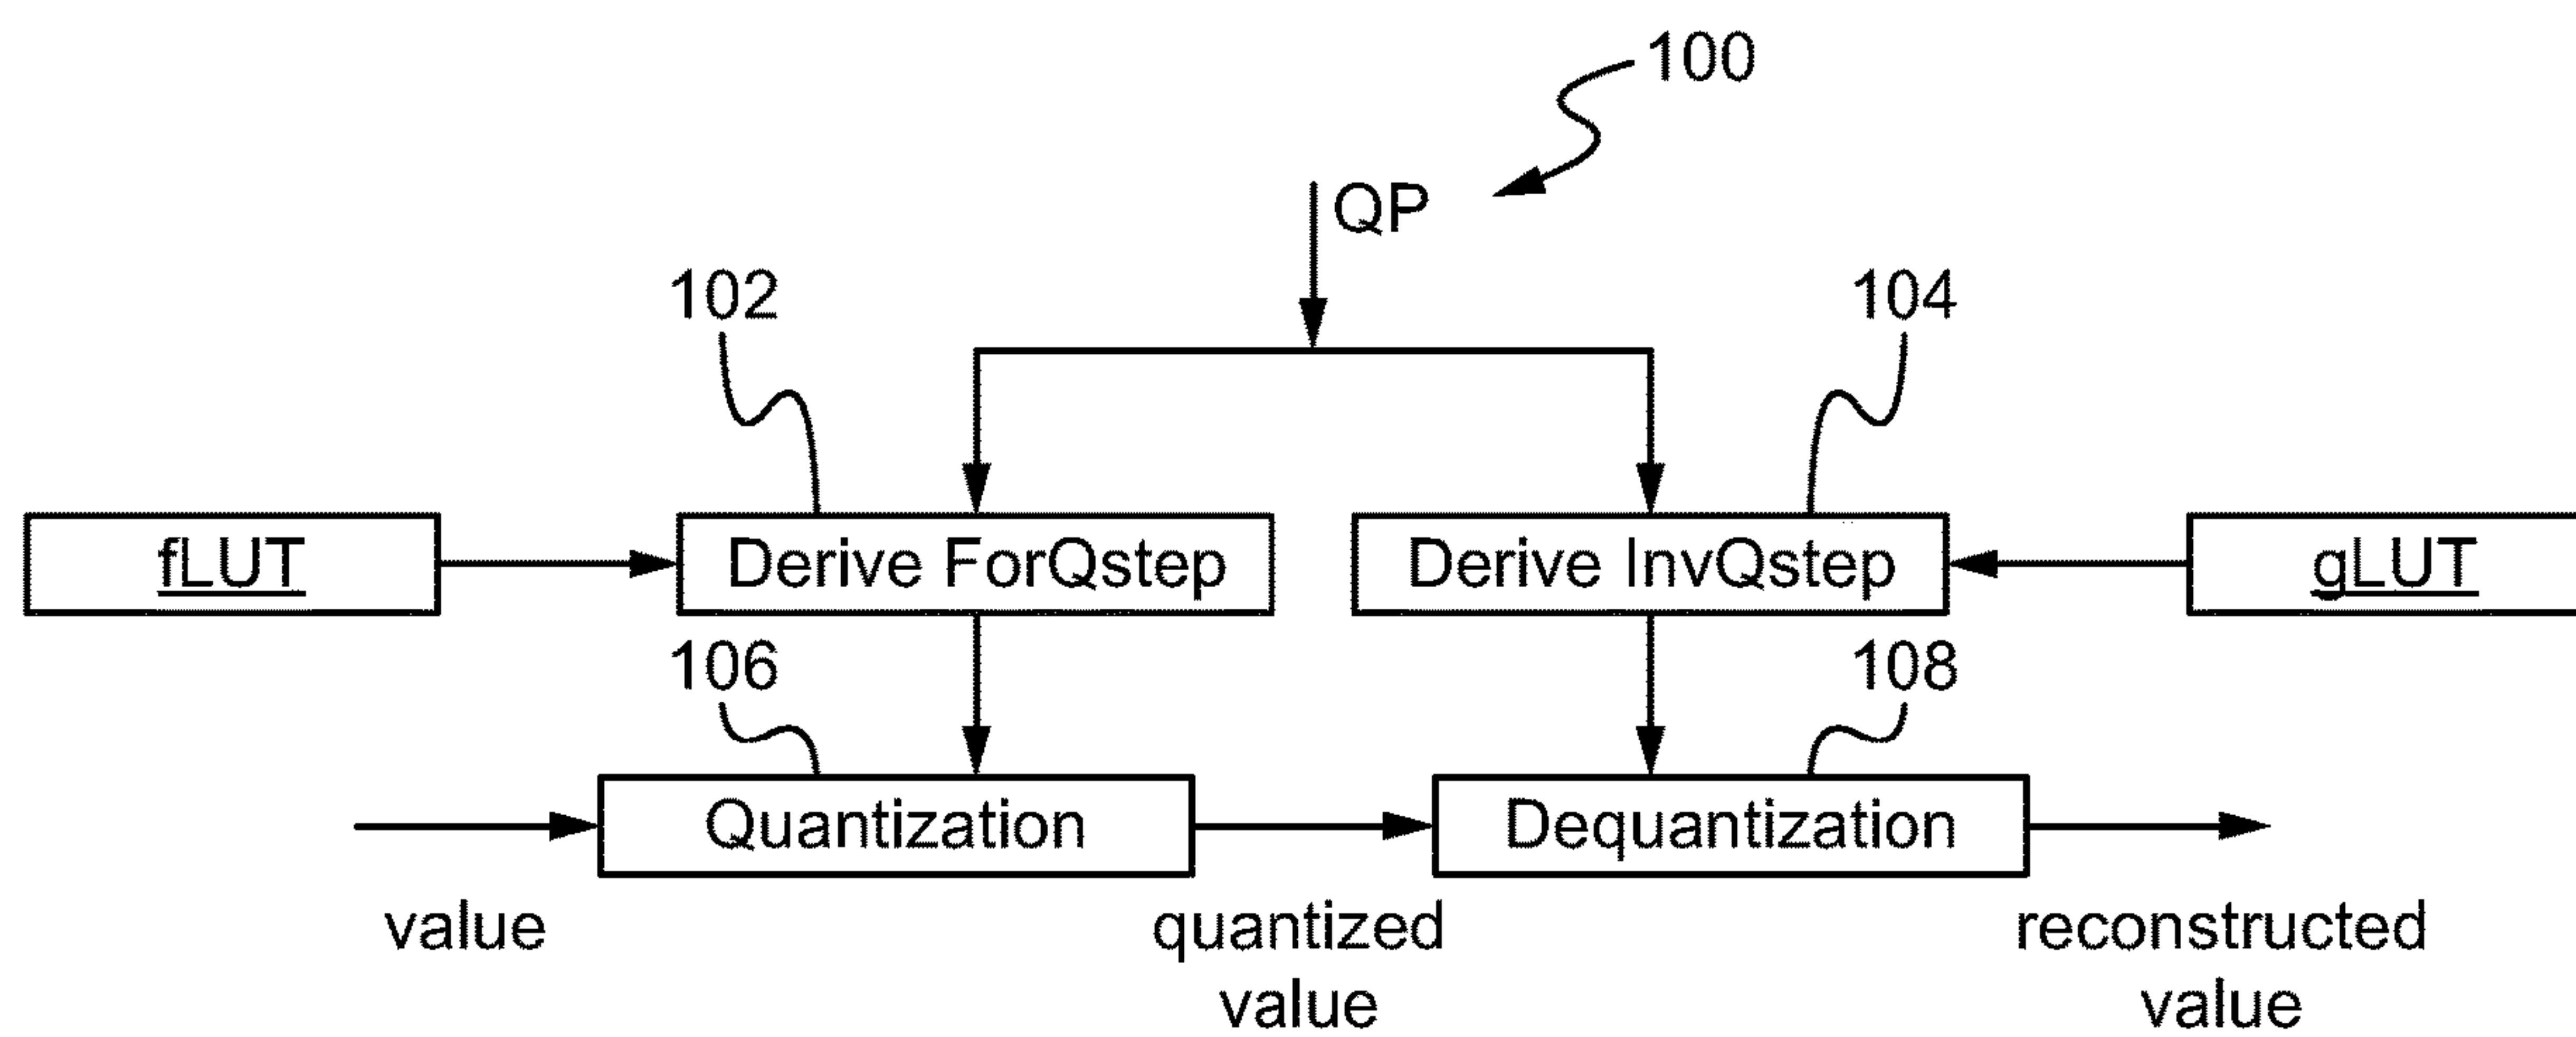 100
QP
102
104
fLUT
Derive ForQstep
Derive InvQstep
gLUT
106
108
Quantization
Dequantization
value
quantized
value
reconstructed
value